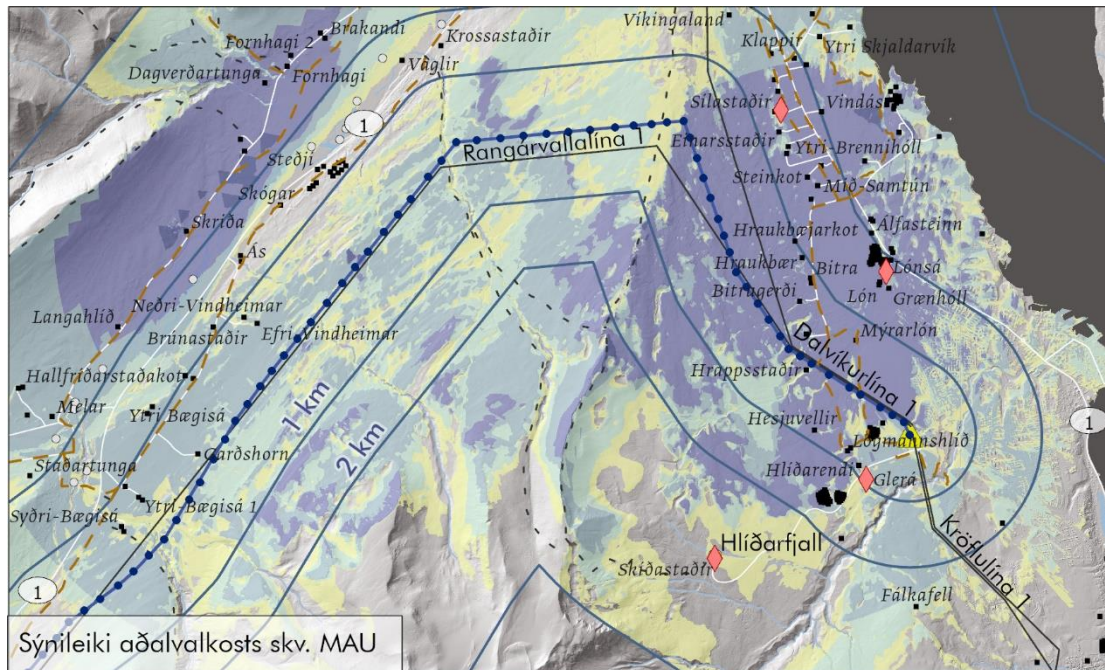 Víkingaland
Brakandi
Krossastaðir
Fornhagi 2
Klappir
Ytri Skjaldarvík
Vaglir
Fornhagi
Dagverðartunga
Sílastaðir
Vindás
1
Rangárvallalína 1
Einarsstaðir
Ytri-Brennihóll
Steðji
Steinkot
Mið-Samtún
Skógar
Skriða
Álfasteinn
Hraukbæjarkot
Ás
Hraukbær
Lónsá
Bitra
Neðri-Vindheimar
Bitrugerði
Lón
Grænhóll
Langahlíð
Efri Vindheimar
Brúnastaðir
Mýrarlón
Dalvíkurlína 1
Hallfríðarstaðakot
Hrappsstaðir
1 km
Melar
Ytri Bægisá
Hesjuvellir
1
2 km
Lögmannshlíð
Garðshorn
Staðartunga
Hlíðarendi
Glerá
Ytri-Bægisá 1
Syðri-Bægisá
Hlíðarfjall
Kröflulína 1
Skíðastaðir
1
Fálkafell
Sýnileiki aðalvalkosts skv. MAU